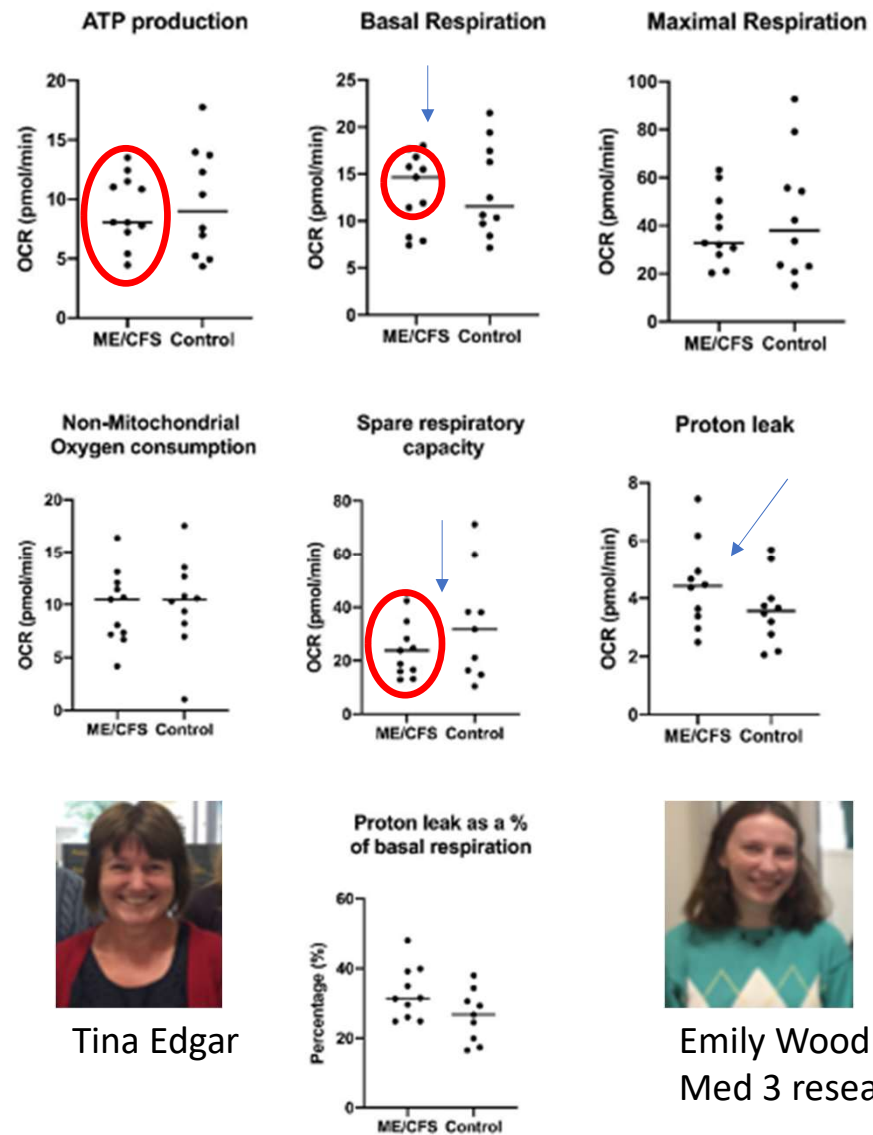 ATP production
Basal Respiration
Maximal Respiration
OCR (pmol/min)
20
15
10
5
0
ME/CFS Control
OCR (pmol/min)
25
20
15
10
5
0
ME/CFS Control
OCR (pmol/min)
100
80
60
40
20
0
ME/CFS Control
Non-Mitochondrial
Oxygen consumption
Spare respiratory
capacity
Proton leak
OCR (pmol/min)
20
15
10
5
0
ME/CFS Control
OCR (pmol/min)
80
60
40
20
0
ME/CFS Control
OCR (pmol/min)
8
6
4
2
0
ME/CFS Control
Proton leak as a %
of basal respiration
Percentage (%)
60
40
20
0
ME/CFS Control
Tina Edgar
Emily Wood
Med 3 resea